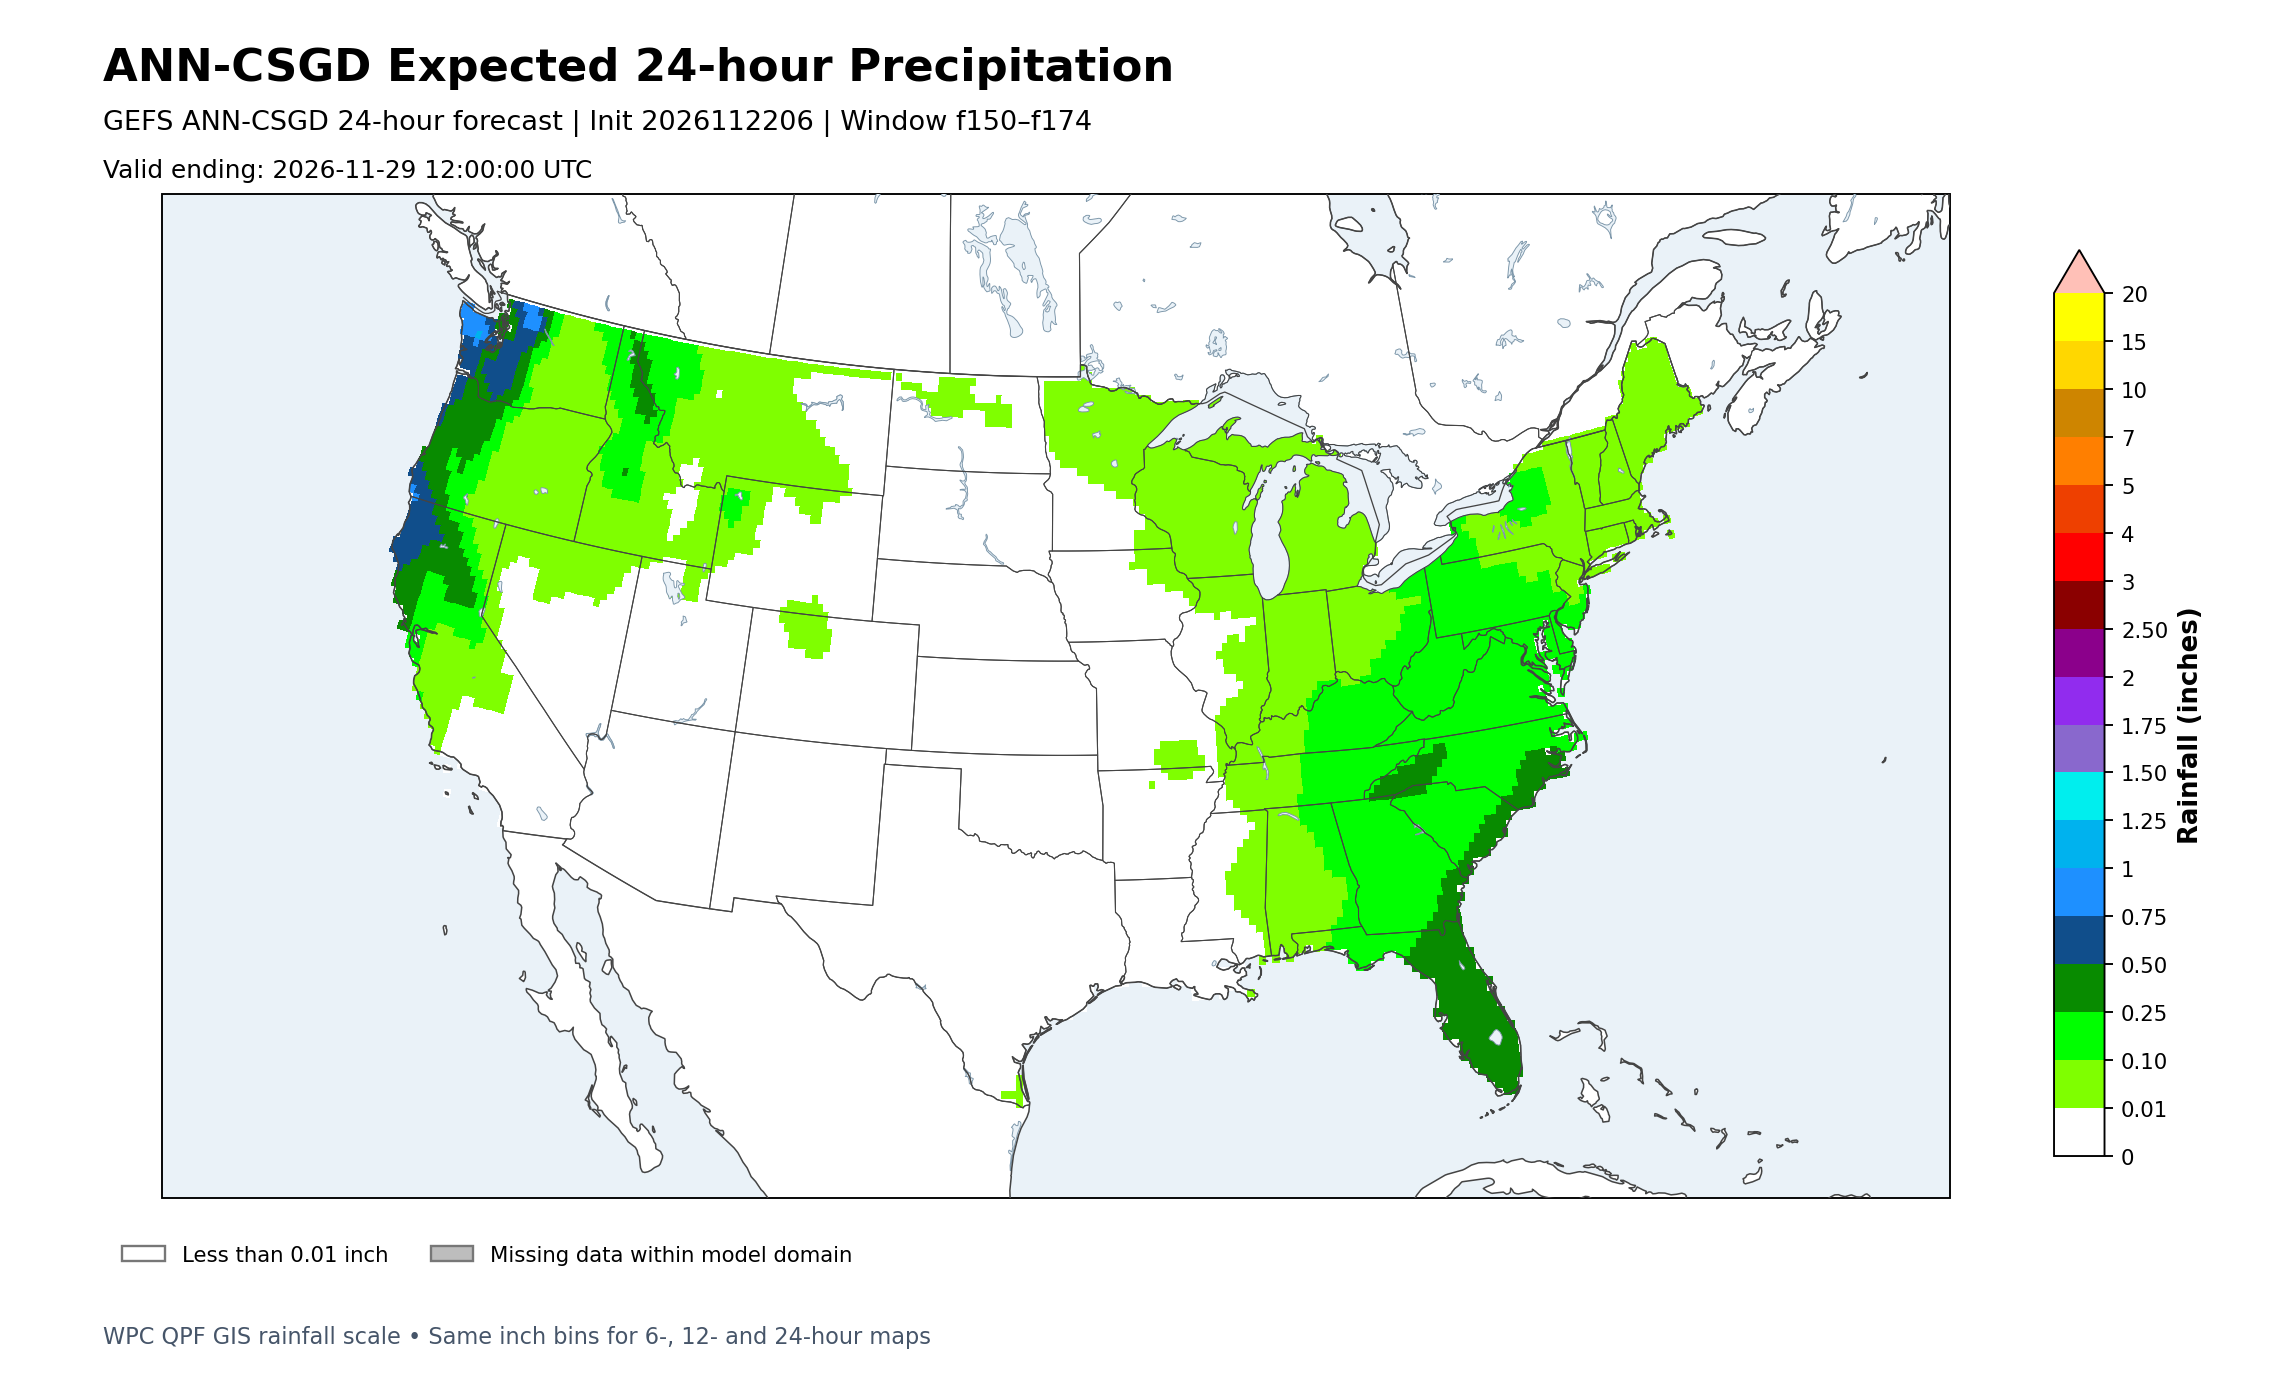 ANN-CSGD Expected 24-hour Precipitation
GEFS ANN-CSGD 24-hour forecast | Init 2026112206 | Window f150–f174
Valid ending: 2026-11-29 12:00:00 UTC
20
15
10
7
5
4
3
2.50
2
1.75
1.50
1.25
1
0.75
0.50
0.25
0.10
0.01
0
Rainfall (inches)
Less than 0.01 inch
Missing data within model domain
WPC QPF GIS rainfall scale • Same inch bins for 6-, 12- and 24-hour maps